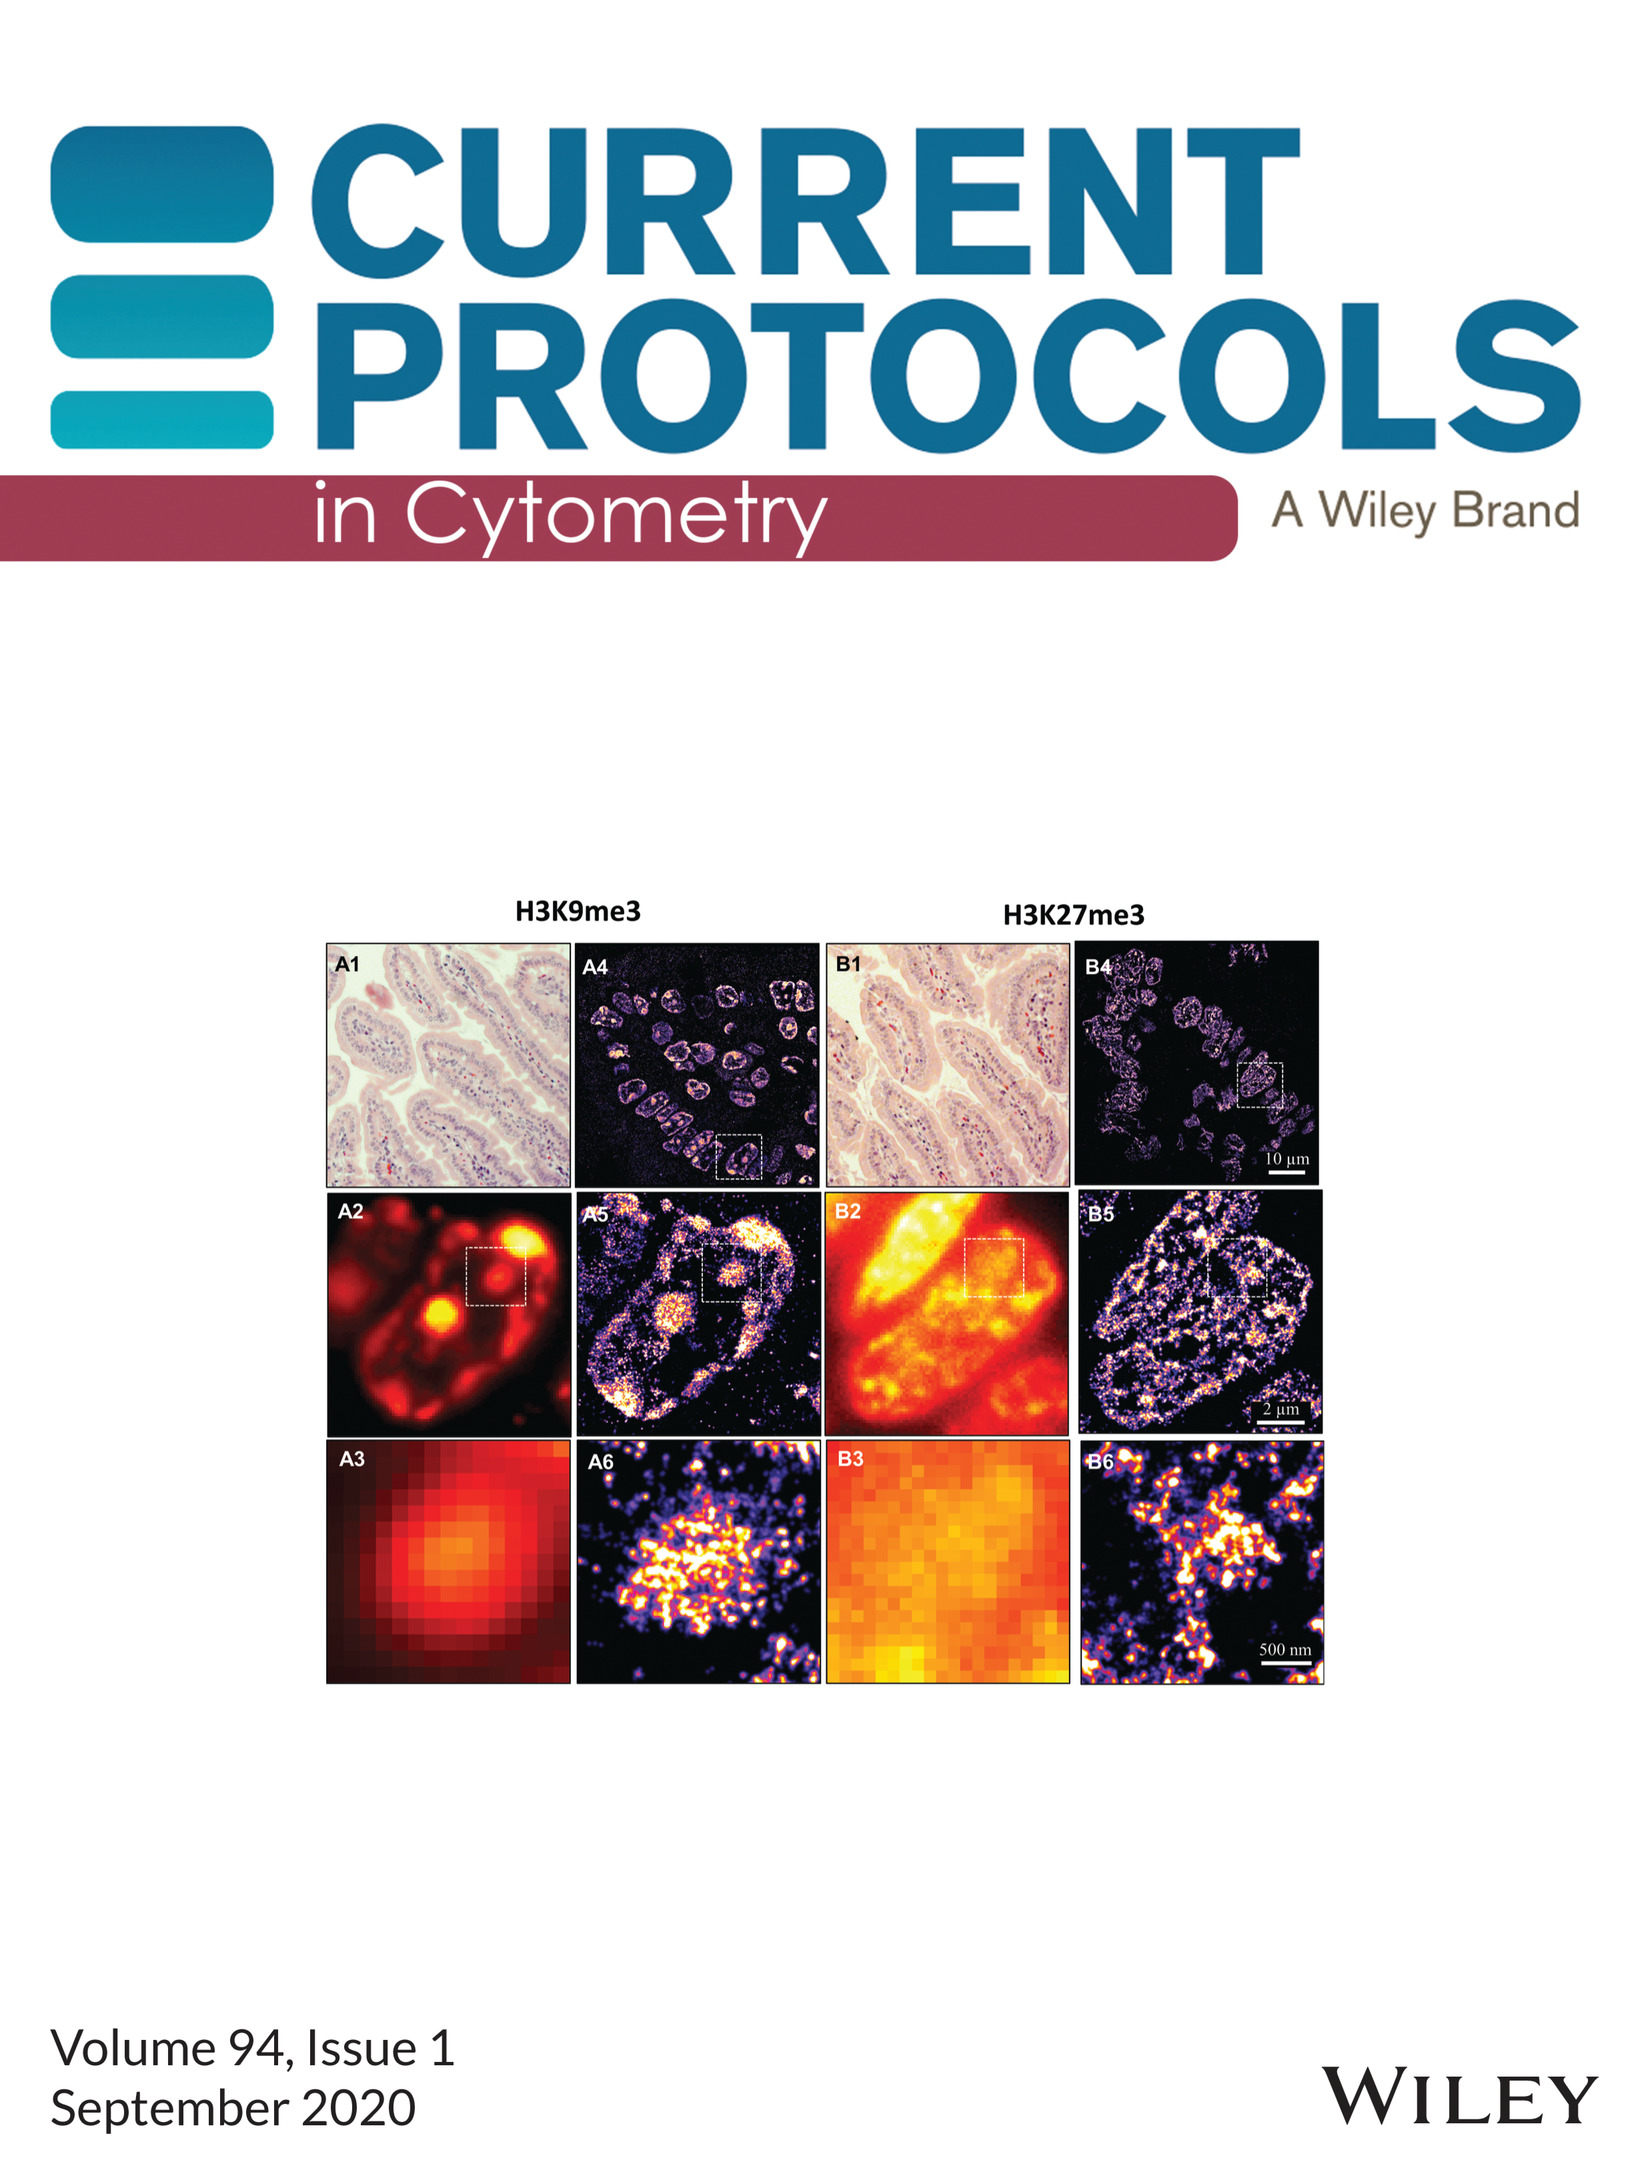 CURRENT
PROTOCOLS
in Cytometry
A Wiley Brand
H3K9me3
H3K27me3
A1
A4
B1
B4
10 µm
A2
A5
B2
B5
2 µm
A3
A6
B3
B6
500 nm
Volume 94, Issue 1
September 2020
WILEY